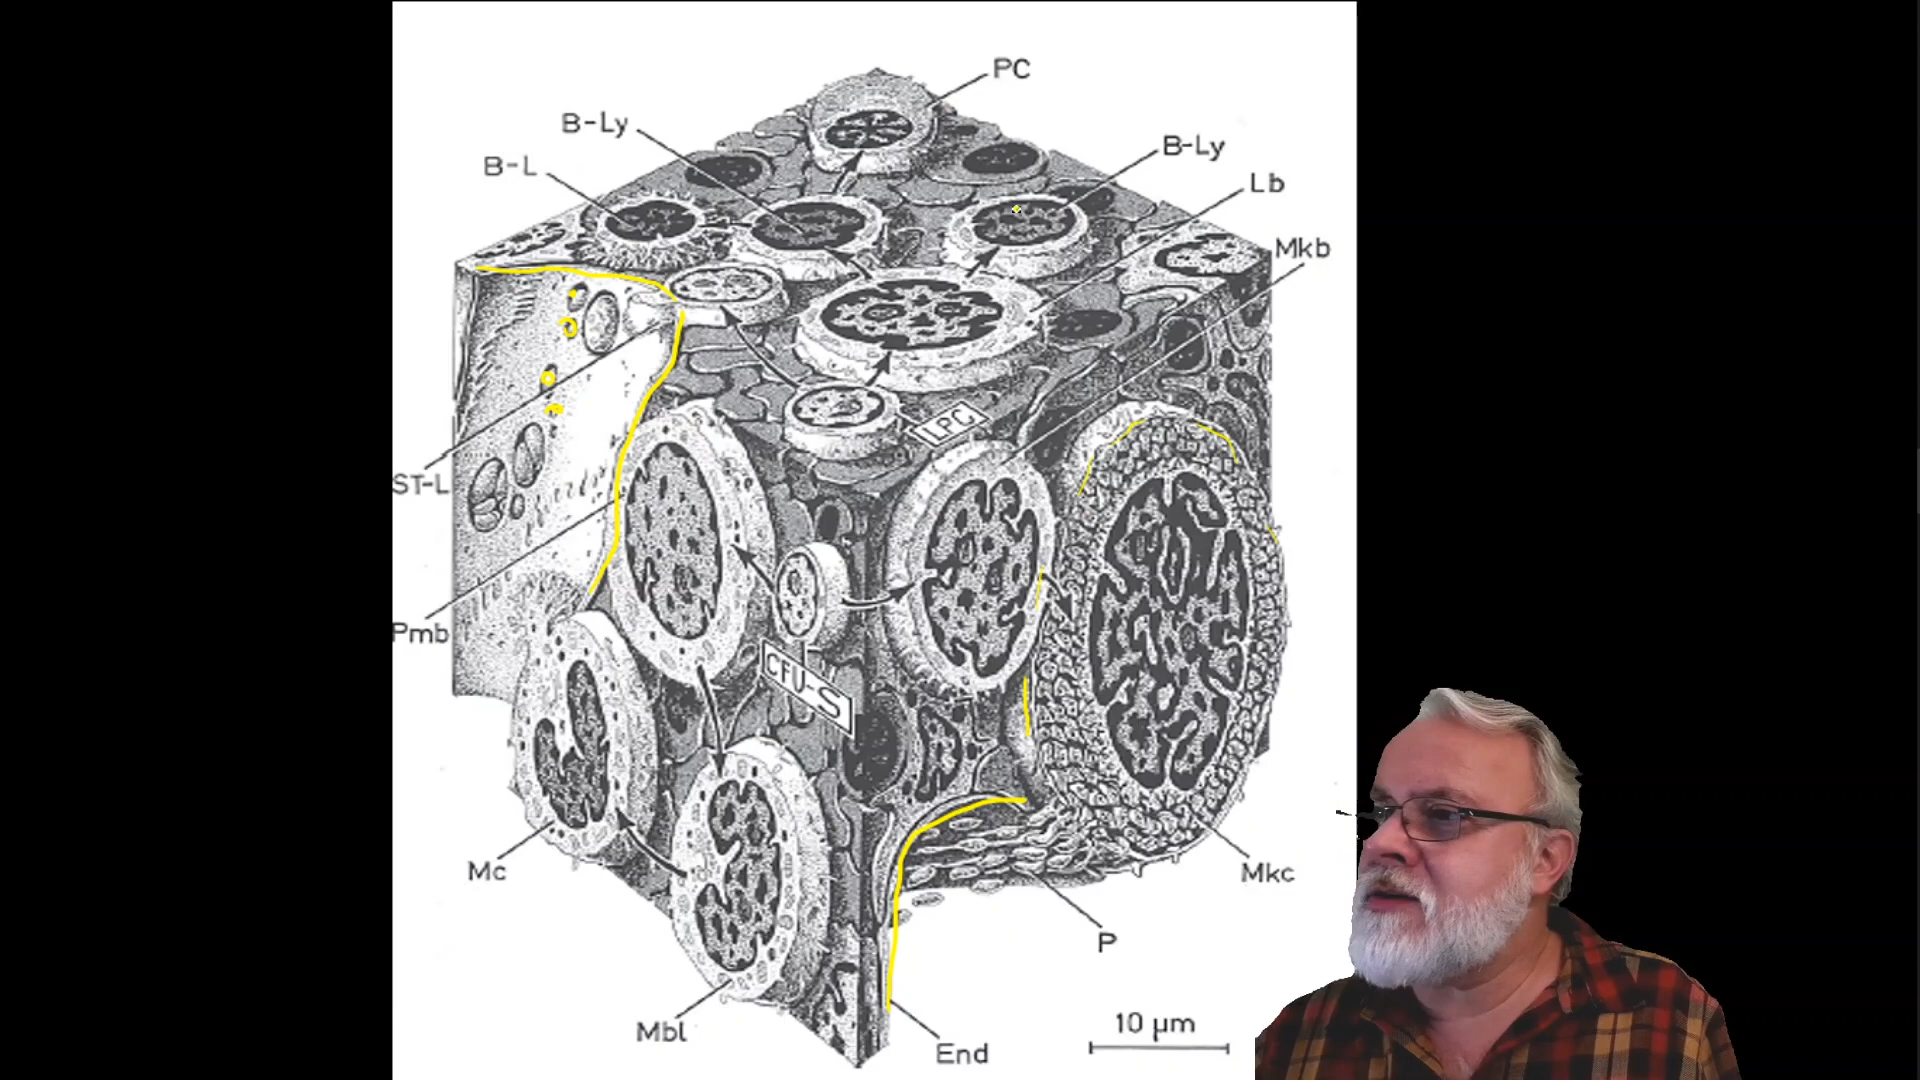 PC
B-Ly
B-Ly
B-L
Lb
Mkb
LPC
ST-L
Pmb
CFU-S
Mc
Mkc
P
Mbl
End
10 µm